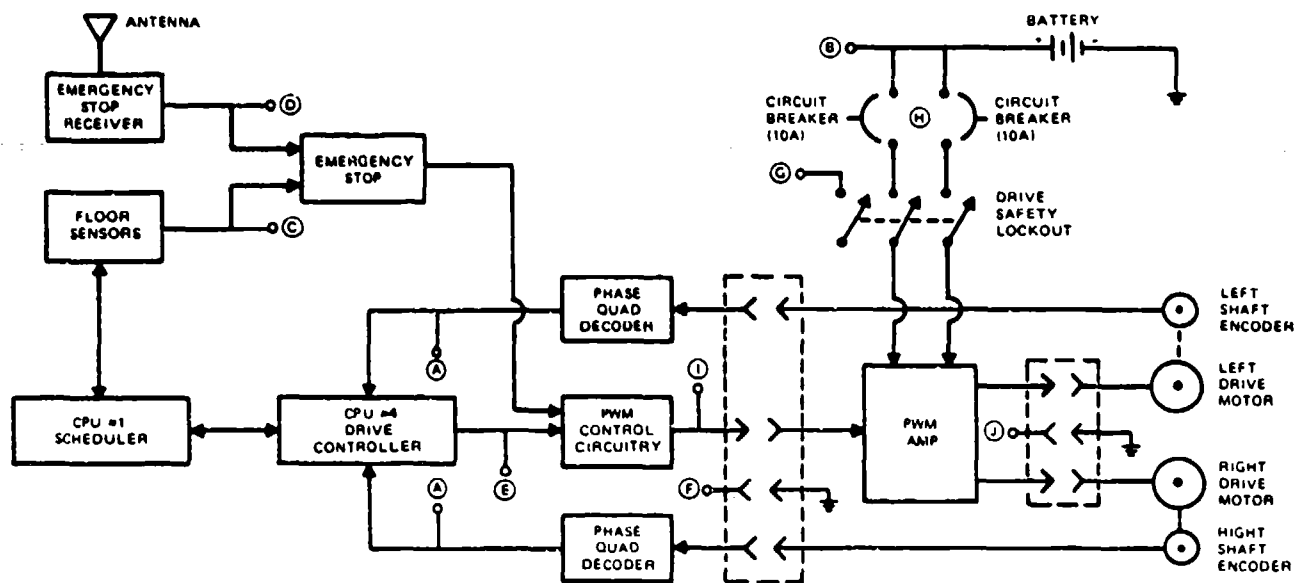 ANTENNA
BATTERY
+ -
B
EMERGENCY
STOP
RECEIVER
D
CIRCUIT
BREAKER
(10A)
H
CIRCUIT
BREAKER
(10A)
EMERGENCY
STOP
G
FLOOR
SENSORS
C
DRIVE
SAFETY
LOCKOUT
PHASE
QUAD
DECODER
LEFT
SHAFT
ENCODER
A
I
LEFT
DRIVE
MOTOR
CPU #1
SCHEDULER
CPU #4
DRIVE
CONTROLLER
PWM
CONTROL
CIRCUITRY
PWM
AMP
J
E
A
F
RIGHT
DRIVE
MOTOR
PHASE
QUAD
DECODER
RIGHT
SHAFT
ENCODER